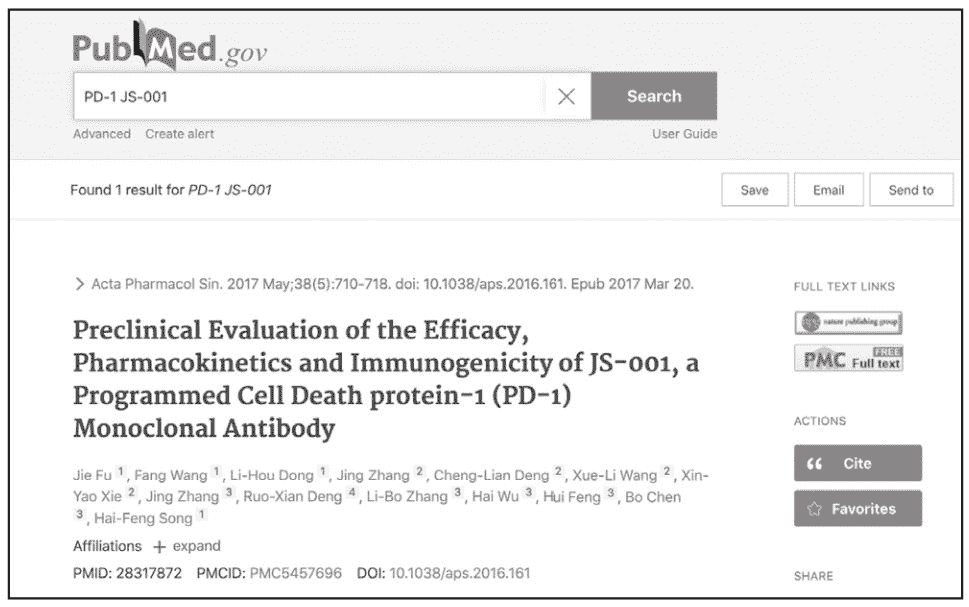 PubMed.gov
PD-1 JS-001
Search
Advanced Create alert
User Guide
Found 1 result for PD-1 JS-001
Save
Email
Send to
Acta Pharmacol Sin. 2017 May;38(5):710-718. doi: 10.1038/aps.2016.161. Epub 2017 Mar 20.
Preclinical Evaluation of the Efficacy,
Pharmacokinetics and Immunogenicity of JS-001, a
Programmed Cell Death protein-1 (PD-1)
Monoclonal Antibody
Jie Fu 1, Fang Wang 1, Li-Hou Dong 1, Jing Zhang 2, Cheng-Lian Deng 2, Xue-Li Wang 2, Xin-
Yao Xie 2, Jing Zhang 3, Ruo-Xian Deng 4, Li-Bo Zhang 3, Hai Wu 3, Hui Feng 3, Bo Chen
3, Hai-Feng Song 1
Affiliations + expand
PMID: 28317872 PMCID: PMC5457696 DOI: 10.1038/aps.2016.161
FULL TEXT LINKS
nature publishing group
PMC FREE Full text
ACTIONS
Cite
Favorites
SHARE